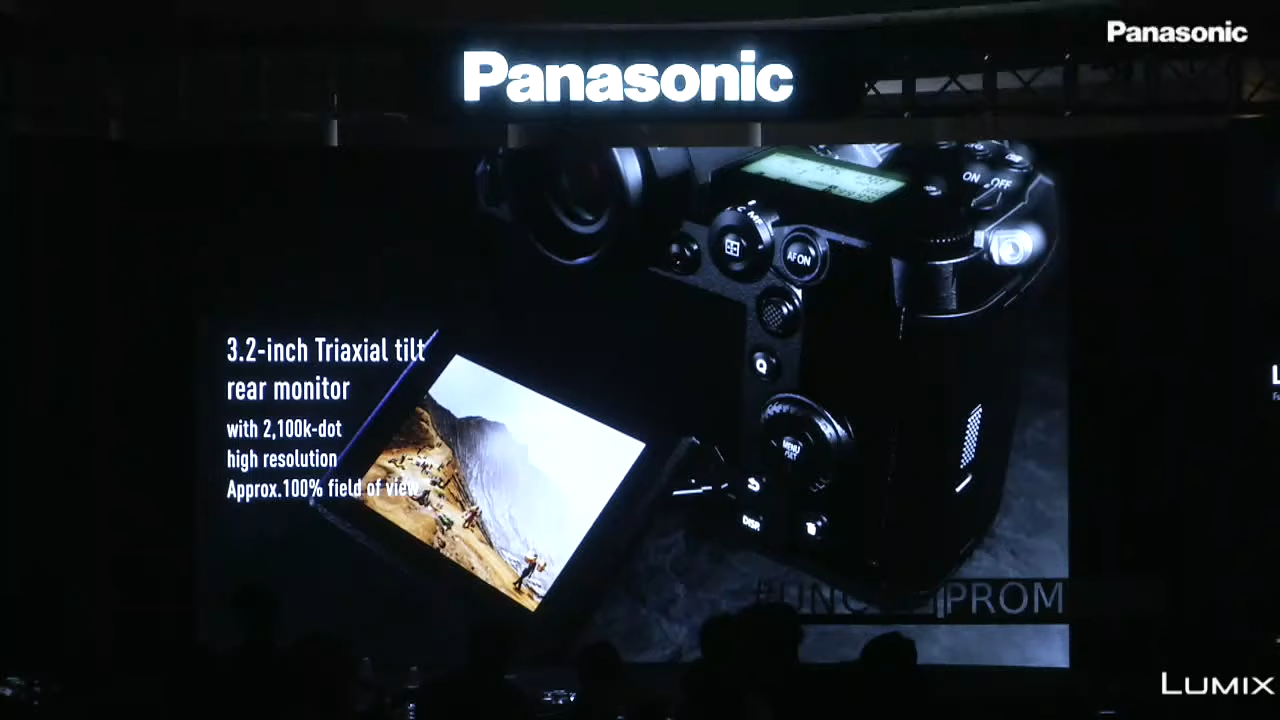 Panasonic
Panasonic
ON
OFF
AF ON
3.2-inch Triaxial tilt
rear monitor
with 2,100k-dot
high resolution
Approx.100% field of view
Q
MENU
DISP.
PROM
LUMIX